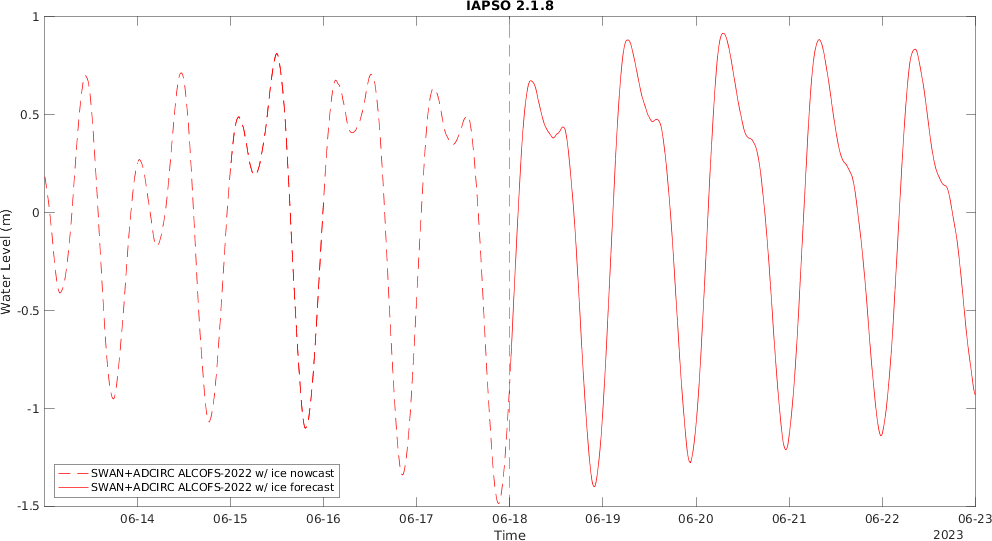 IAPSO 2.1.8
1
0.5
0
-0.5
-1
-1.5
Water Level (m)
SWAN+ADCIRC ALCOFS-2022 w/ ice nowcast
SWAN+ADCIRC ALCOFS-2022 w/ ice forecast
06-14 06-15 06-16 06-17 06-18 06-19 06-20 06-21 06-22 06-23
Time
2023